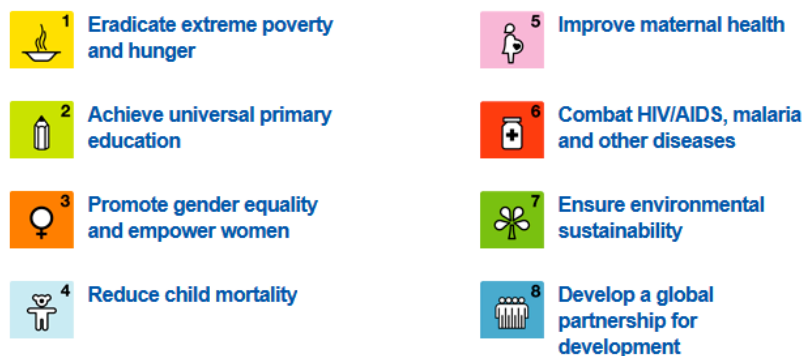 1
Eradicate extreme poverty
and hunger
2
Achieve universal primary
education
3
Promote gender equality
and empower women
4
Reduce child mortality
5
Improve maternal health
6
Combat HIV/AIDS, malaria
and other diseases
7
Ensure environmental
sustainability
8
Develop a global
partnership for
development